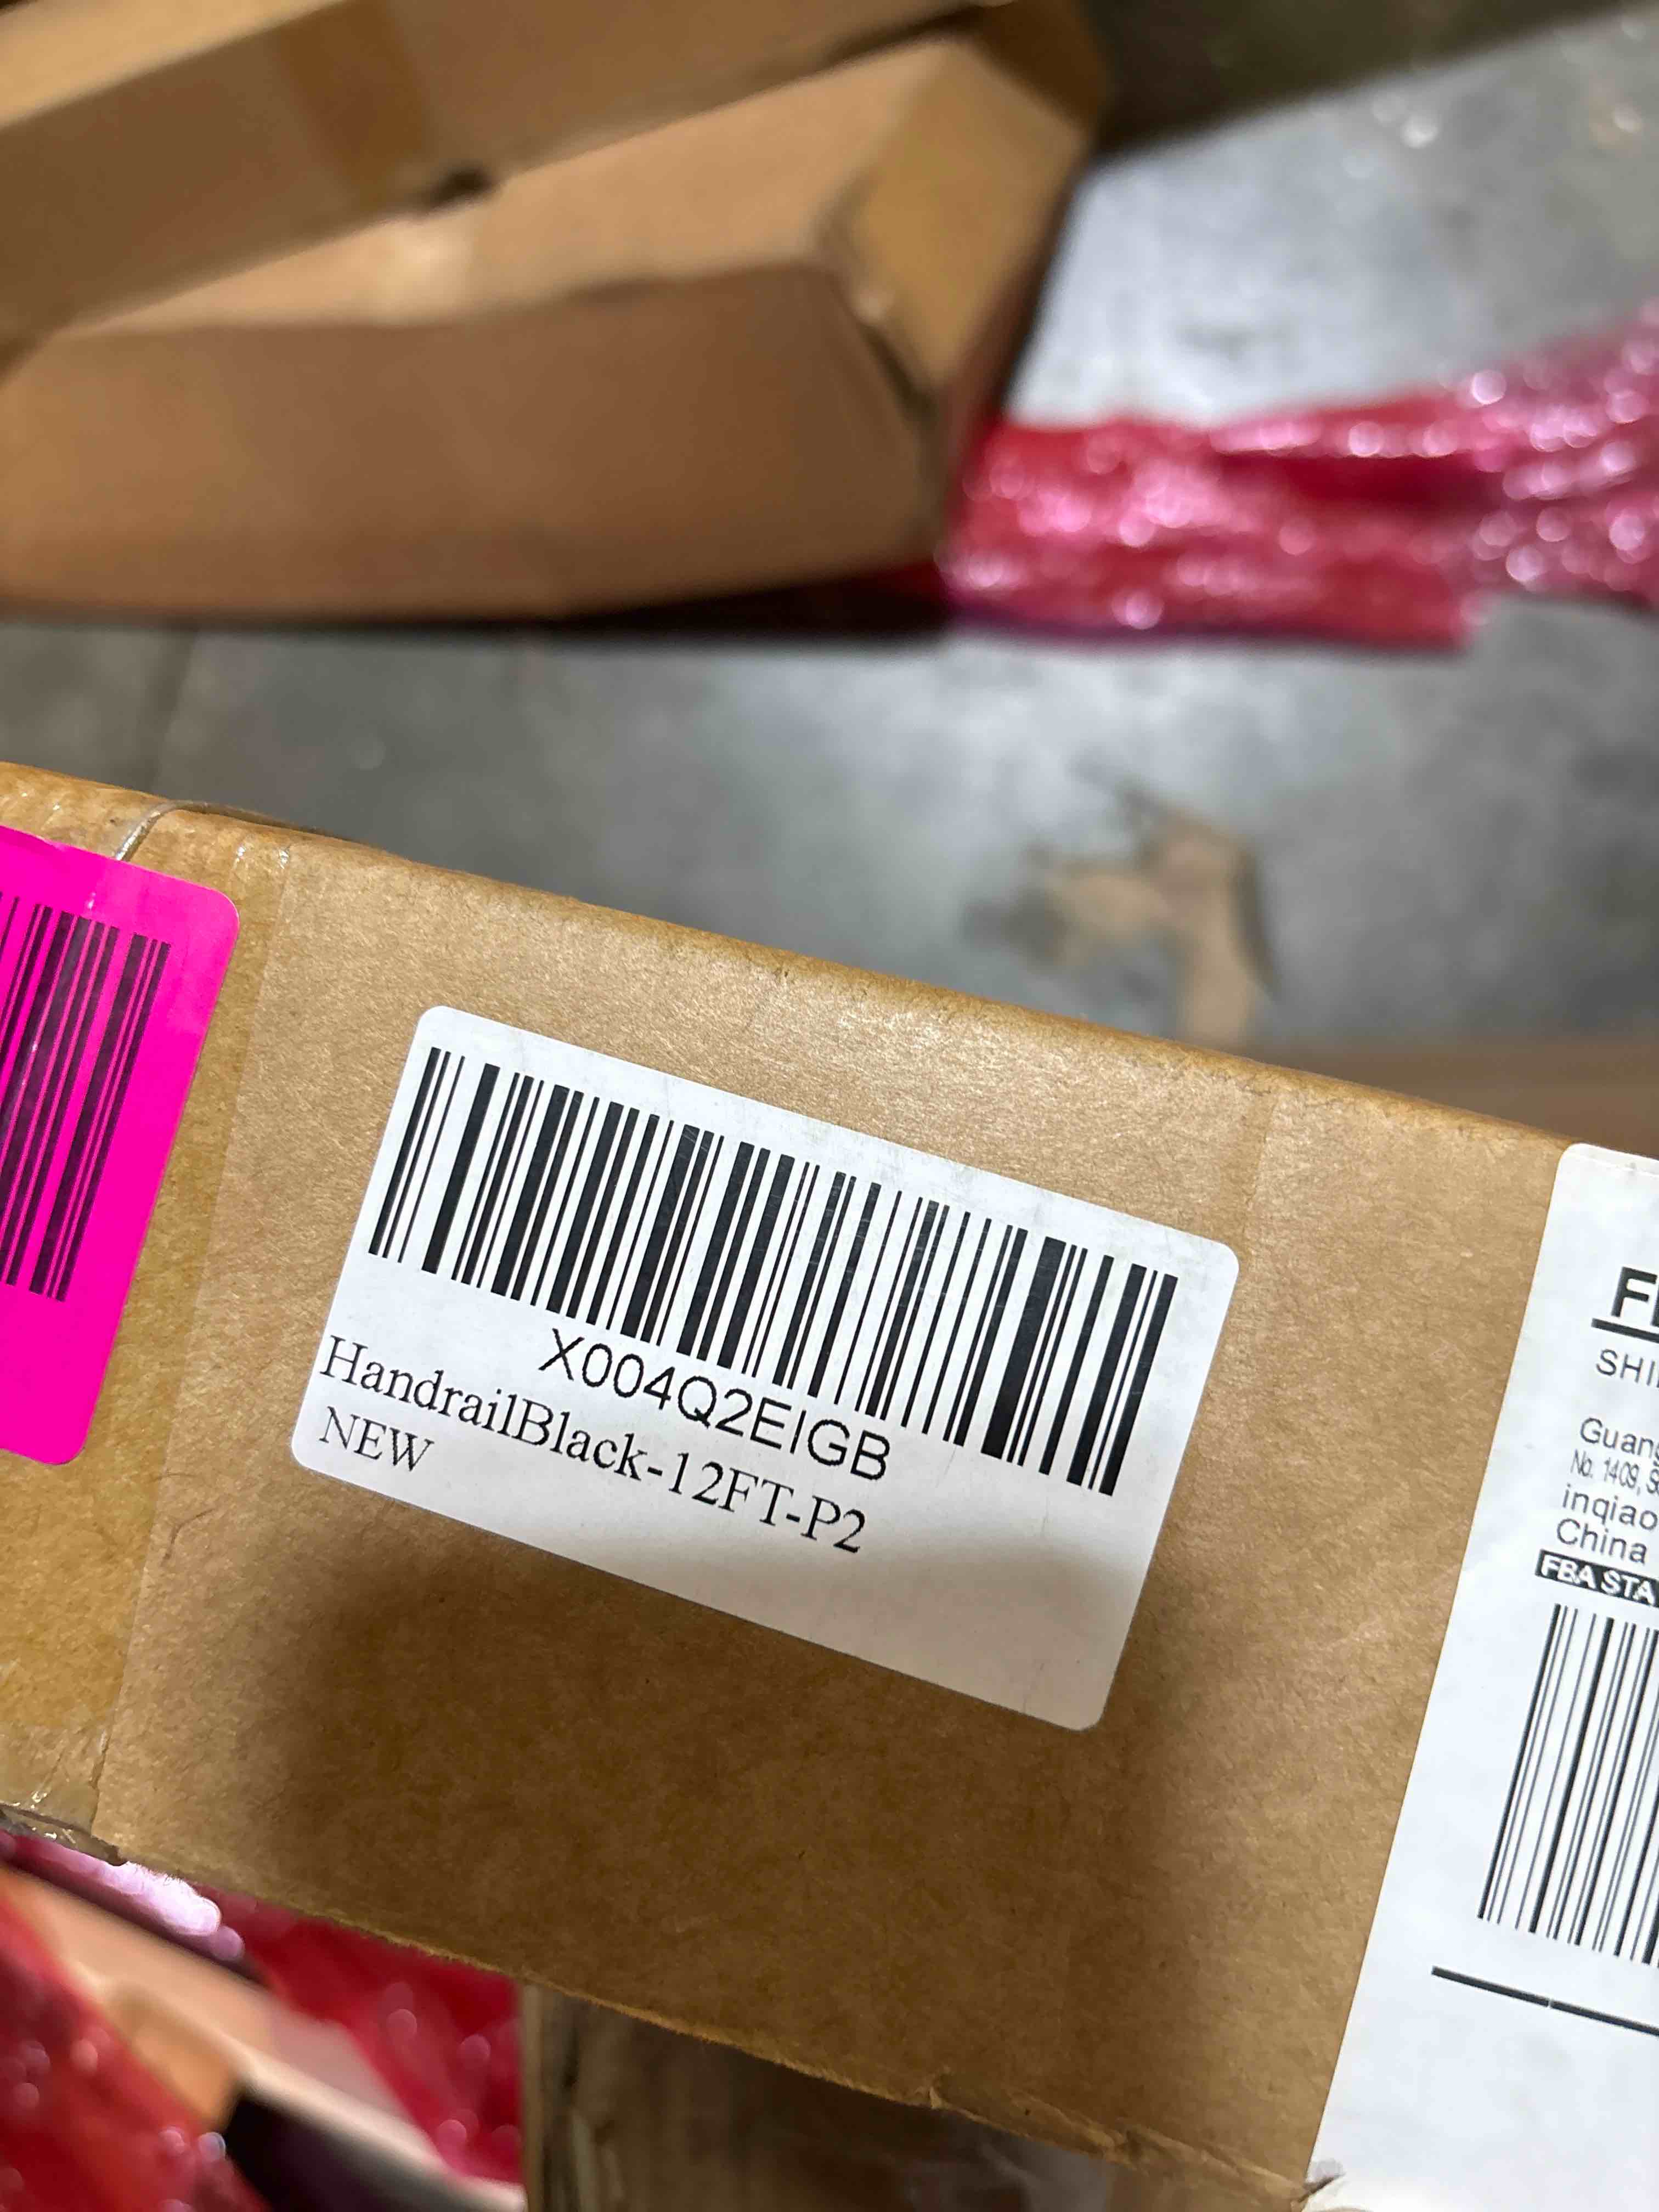 X004Q2EIGB
HandrailBlack-12FT-P2
NEW
SHI
Guang
No. 1409, S
inqiao
China
FBA STA